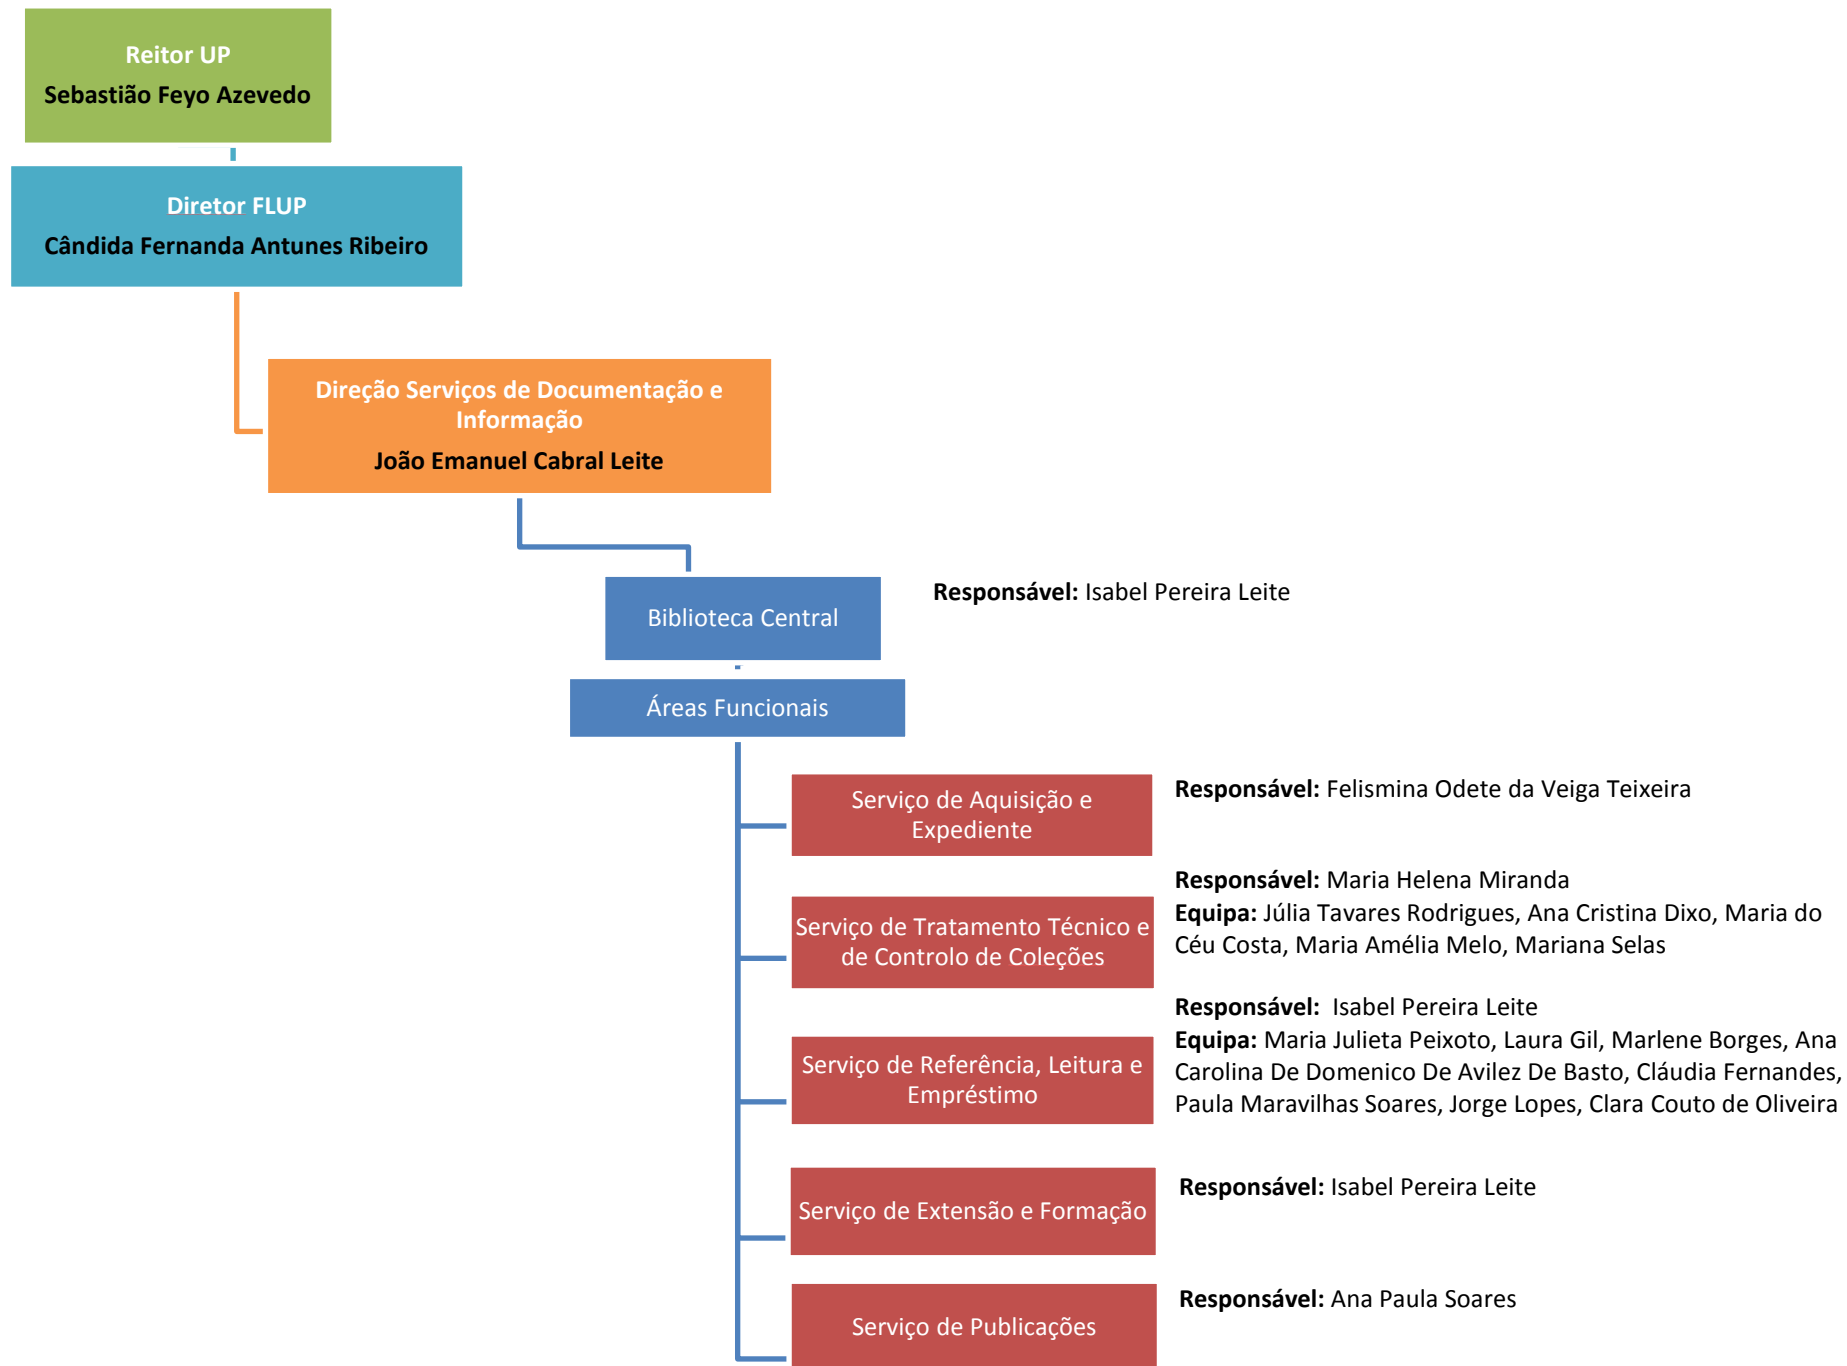 Reitor UP
Sebastião Feyo Azevedo
Diretor FLUP
Cândida Fernanda Antunes Ribeiro
Direção Serviços de Documentação e
Informação
João Emanuel Cabral Leite
Biblioteca Central
Responsável: Isabel Pereira Leite
Áreas Funcionais
Serviço de Aquisição e
Expediente
Responsável: Felismina Odete da Veiga Teixeira
Serviço de Tratamento Técnico e
de Controlo de Coleções
Responsável: Maria Helena Miranda
Equipa: Júlia Tavares Rodrigues, Ana Cristina Dixo, Maria do
Céu Costa, Maria Amélia Melo, Mariana Selas
Serviço de Referência, Leitura e
Empréstimo
Responsável: Isabel Pereira Leite
Equipa: Maria Julieta Peixoto, Laura Gil, Marlene Borges, Ana
Carolina De Domenico De Avilez De Basto, Cláudia Fernandes,
Paula Maravilhas Soares, Jorge Lopes, Clara Couto de Oliveira
Serviço de Extensão e Formação
Responsável: Isabel Pereira Leite
Serviço de Publicações
Responsável: Ana Paula Soares